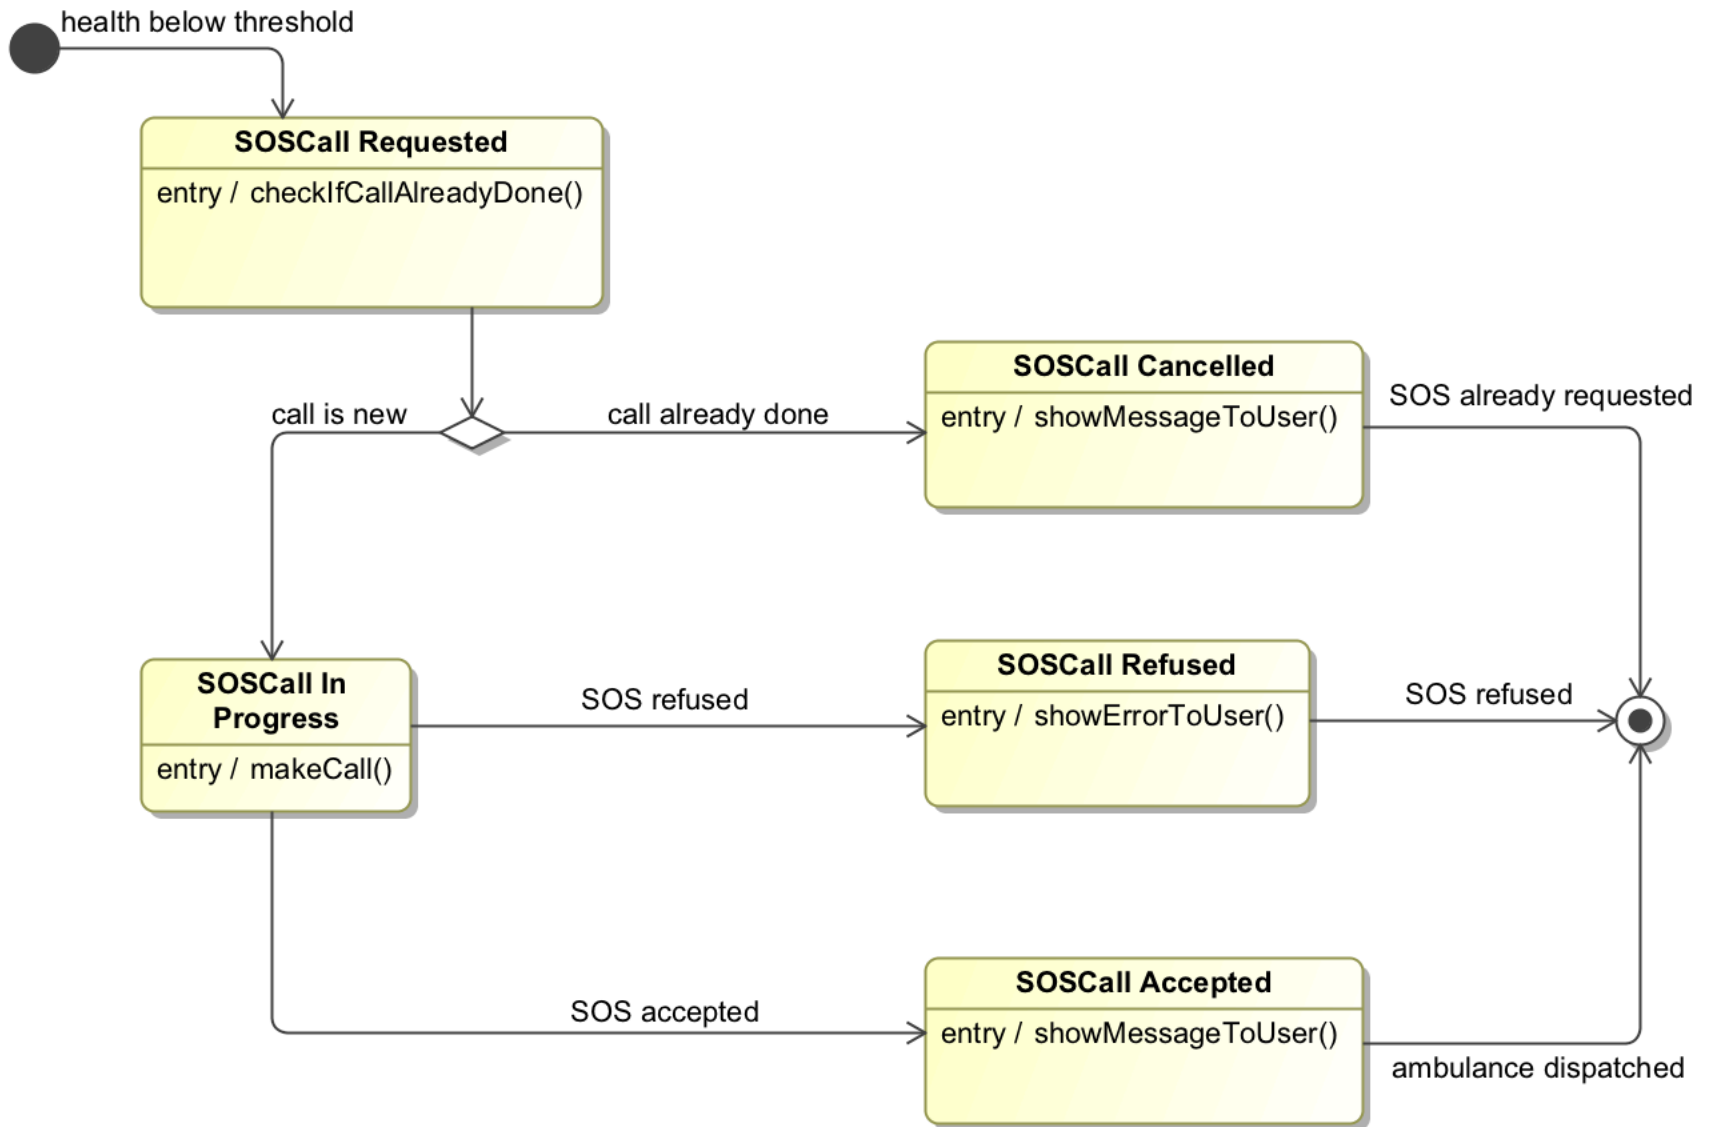 health below threshold
SOSCall Requested
entry / checkIfCallAlreadyDone()
call is new
call already done
SOSCall Cancelled
entry / showMessageToUser()
SOS already requested
SOSCall In
Progress
entry / makeCall()
SOS refused
SOSCall Refused
entry / showErrorToUser()
SOS refused
SOS accepted
SOSCall Accepted
entry / showMessageToUser()
ambulance dispatched